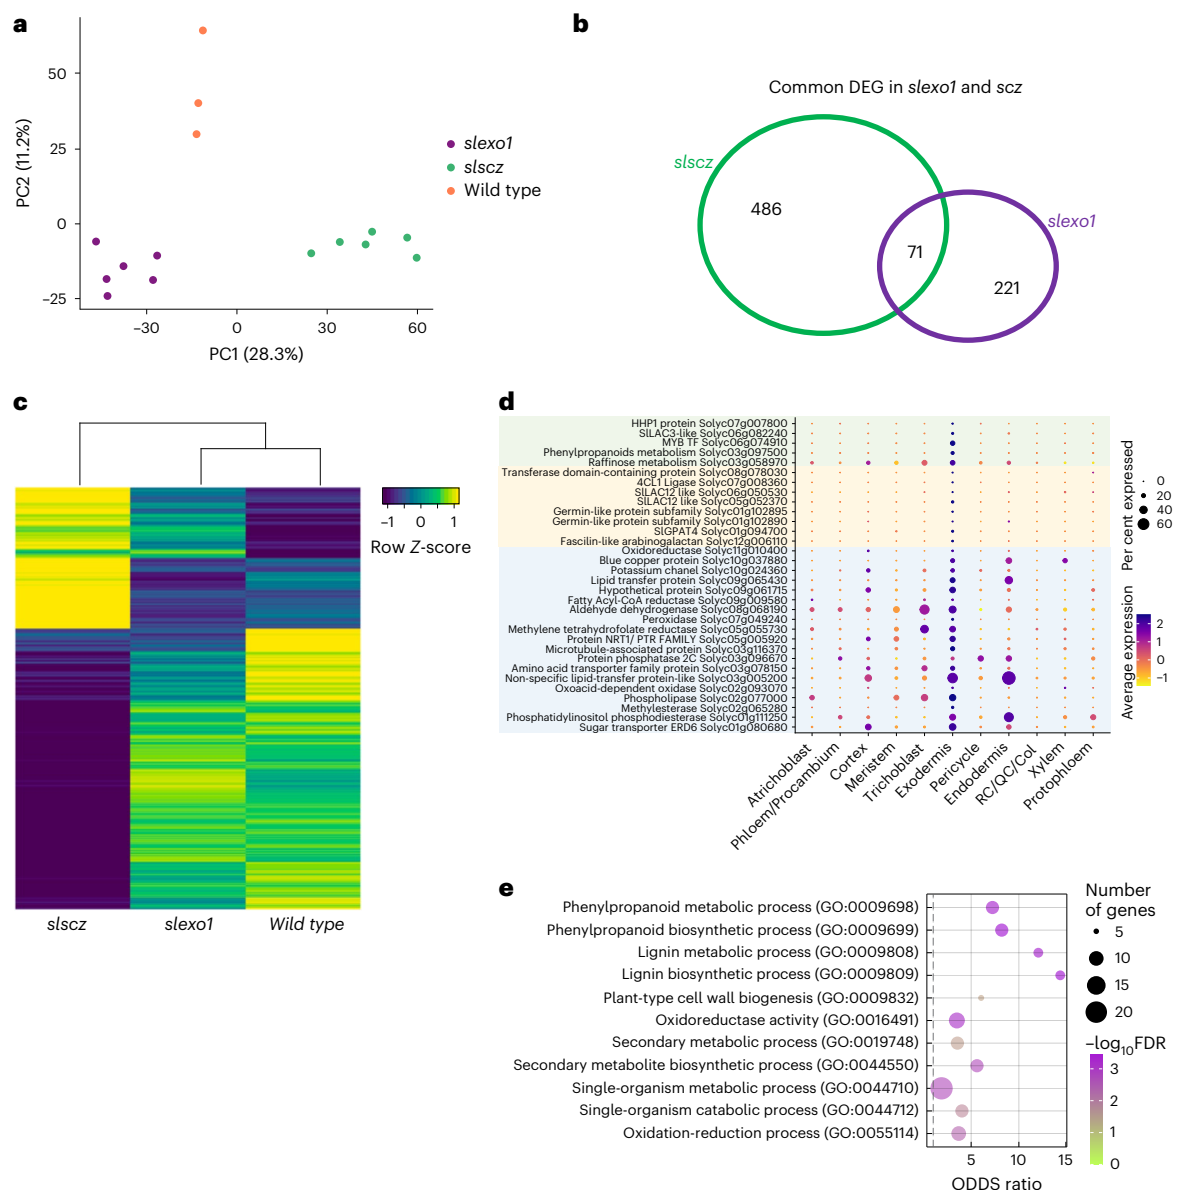 a
50
25
0
−25
PC2 (11.2%)
−30
0
30
60
PC1 (28.3%)
slexo1
slscz
Wild type
b
Common DEG in slexo1 and scz
slscz
486
71
slexo1
221
c
−1
0
1
Row Z-score
slscz
slexo1
Wild type
d
HHP1 protein Solyc07g007800
SlLAC3-like Solyc06g082240
MYB TF Solyc06g074910
Phenylpropanoids metabolism Solyc03g097500
Raffinose metabolism Solyc03g058970
Transferase domain-containing protein Solyc08g078030
4CL1 Ligase Solyc07g008360
SlLAC12 like Solyc06g050530
SlLAC12 like Solyc05g052370
Germin-like protein subfamily Solyc01g102895
Germin-like protein subfamily Solyc01g102890
SlGPAT4 Solyc01g094700
Fascilin-like arabinogalactan Solyc12g006110
Oxidoreductase Solyc11g010400
Blue copper protein Solyc10g037880
Potassium chanel Solyc10g024360
Lipid transfer protein Solyc09g065430
Hypothetical protein Solyc09g061715
Fatty Acyl-CoA reductase Solyc09g009580
Aldehyde dehydrogenase Solyc08g068190
Peroxidase Solyc07g049240
Methylene tetrahydrofolate reductase Solyc05g055730
Protein NRT1/ PTR FAMILY Solyc05g005920
Microtubule-associated protein Solyc03g116370
Protein phosphatase 2C Solyc03g096670
Amino acid transporter family protein Solyc03g078150
Non-specific lipid-transfer protein-like Solyc03g005200
Oxoacid-dependent oxidase Solyc02g093070
Phospholipase Solyc02g077000
Methylesterase Solyc02g065280
Phosphatidylinositol phosphodiesterase Solyc01g111250
Sugar transporter ERD6 Solyc01g080680
Atrichoblast
Phloem/Procambium
Cortex
Meristem
Trichoblast
Exodermis
Pericycle
Endodermis
RC/QC/Col
Xylem
Protophloem
Per cent expressed
0
20
40
60
Average expression
2
1
0
−1
e
Phenylpropanoid metabolic process (GO:0009698)
Phenylpropanoid biosynthetic process (GO:0009699)
Lignin metabolic process (GO:0009808)
Lignin biosynthetic process (GO:0009809)
Plant-type cell wall biogenesis (GO:0009832)
Oxidoreductase activity (GO:0016491)
Secondary metabolic process (GO:0019748)
Secondary metabolite biosynthetic process (GO:0044550)
Single-organism metabolic process (GO:0044710)
Single-organism catabolic process (GO:0044712)
Oxidation-reduction process (GO:0055114)
5
10
15
ODDS ratio
Number
of genes
5
10
15
20
−log10FDR
3
2
1
0